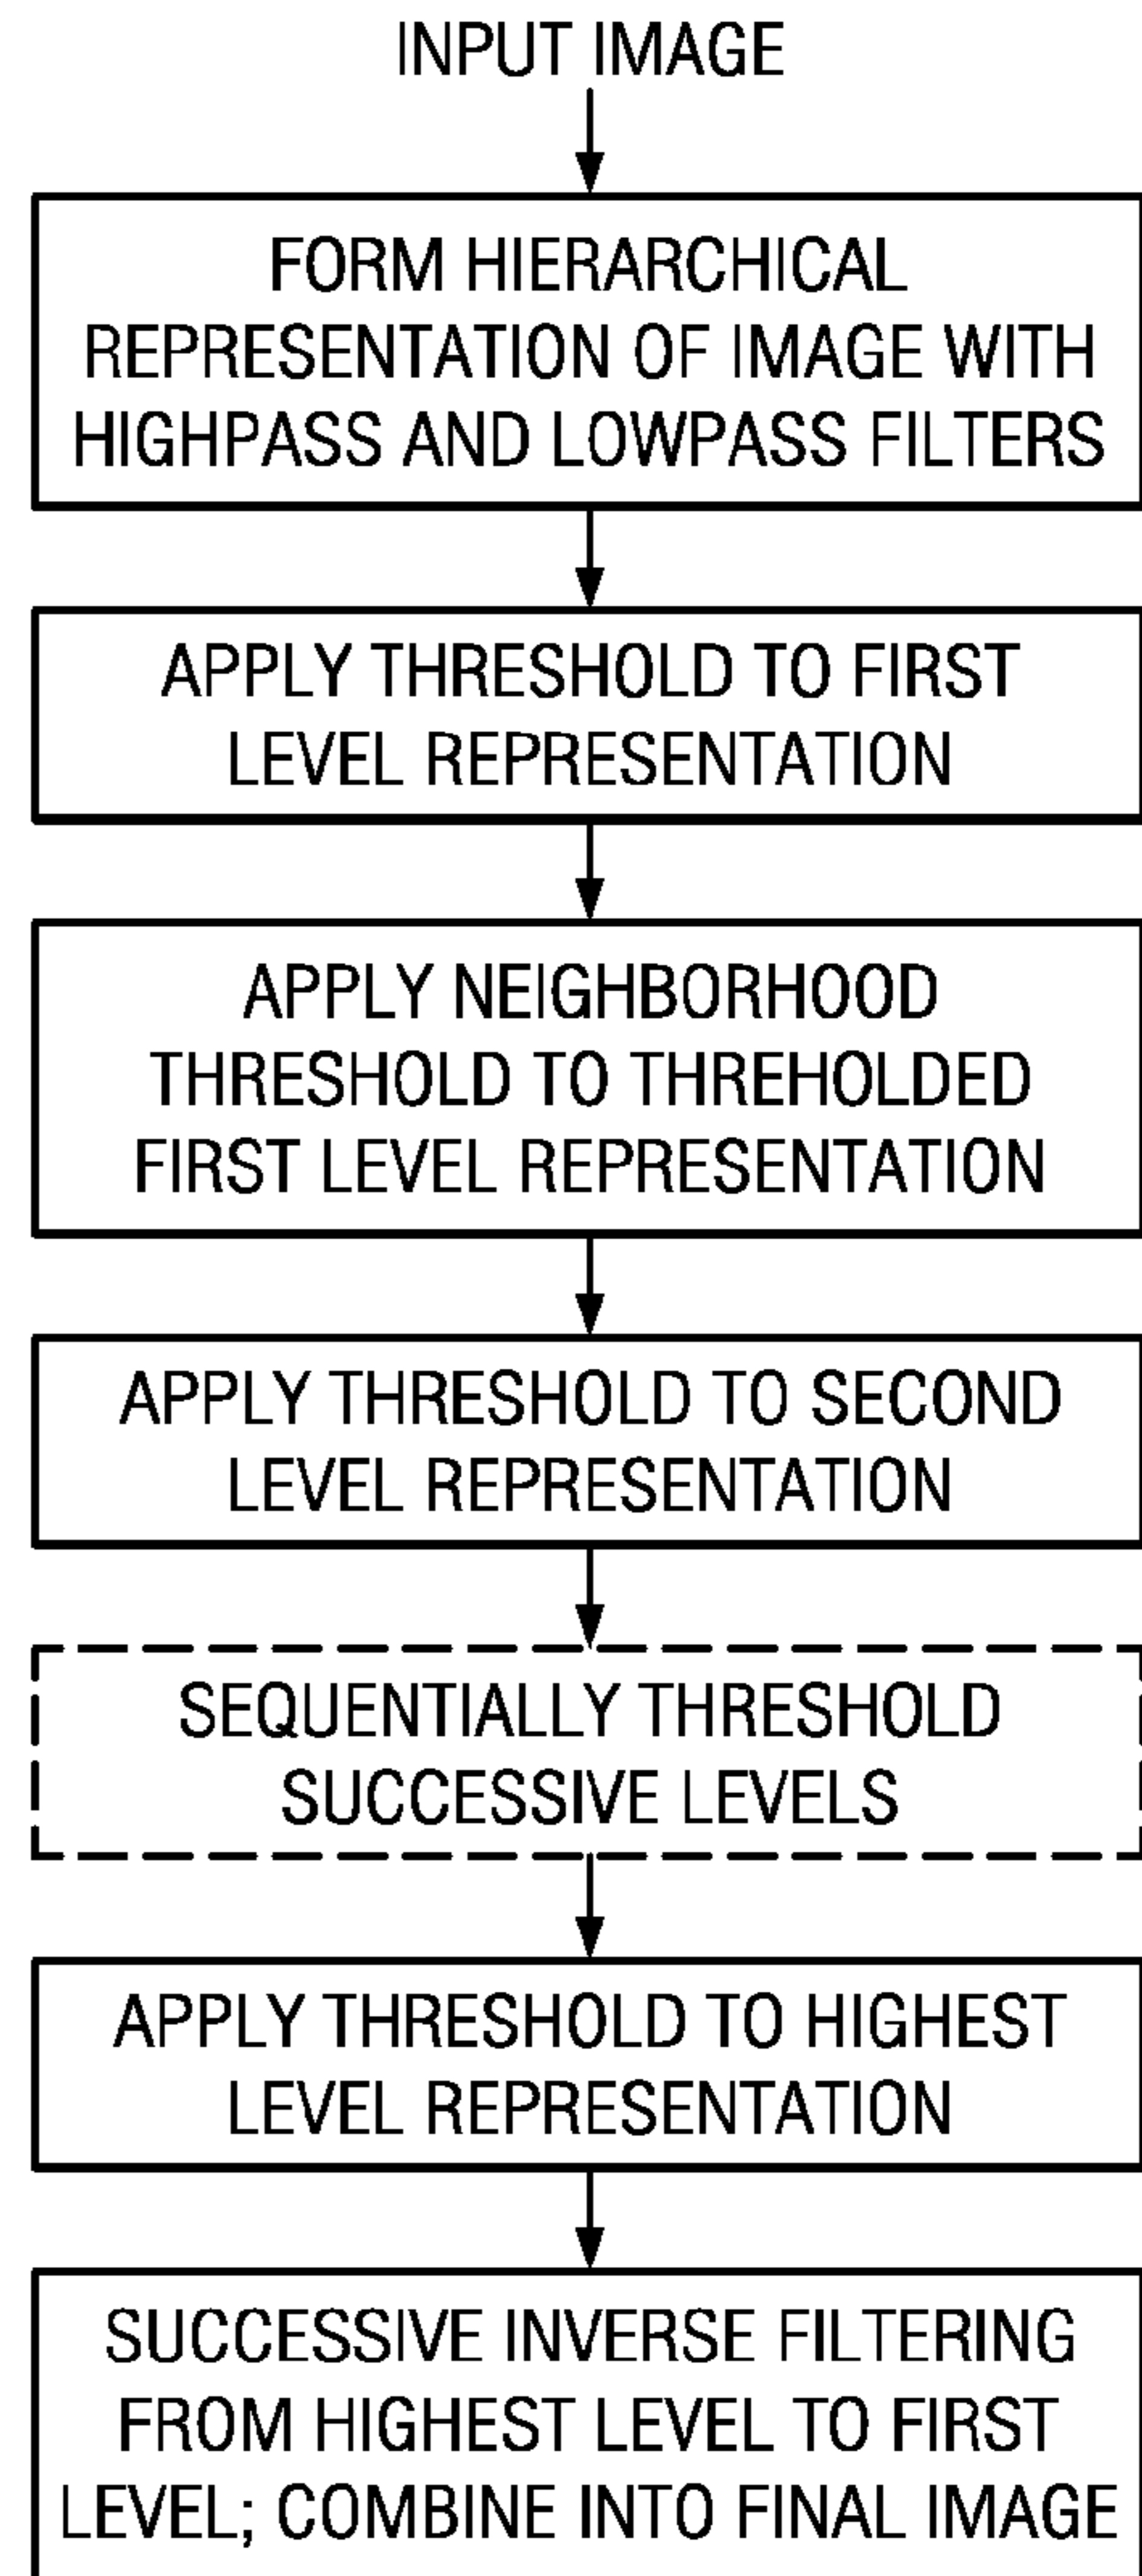 INPUT IMAGE
FORM HIERARCHICAL
REPRESENTATION OF IMAGE WITH
HIGHPASS AND LOWPASS FILTERS
APPLY THRESHOLD TO FIRST
LEVEL REPRESENTATION
APPLY NEIGHBORHOOD
THRESHOLD TO THREHOLDED
FIRST LEVEL REPRESENTATION
APPLY THRESHOLD TO SECOND
LEVEL REPRESENTATION
SEQUENTIALLY THRESHOLD
SUCCESSIVE LEVELS
APPLY THRESHOLD TO HIGHEST
LEVEL REPRESENTATION
SUCCESSIVE INVERSE FILTERING
FROM HIGHEST LEVEL TO FIRST
LEVEL; COMBINE INTO FINAL IMAGE